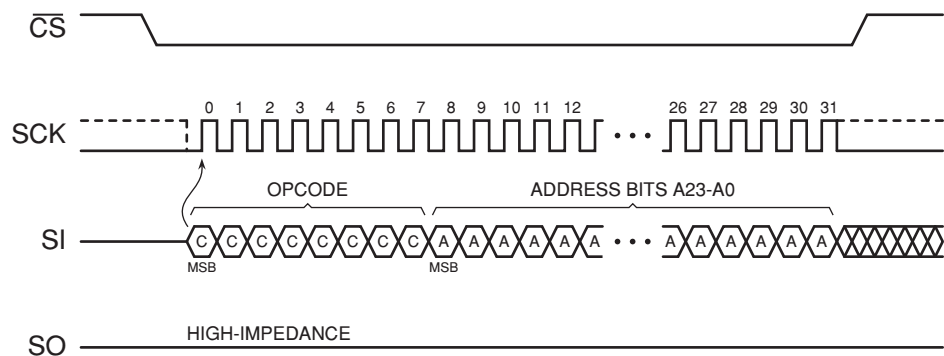 CS
0 1 2 3 4 5 6 7 8 9 10 11 12 26 27 28 29 30 31
SCK
OPCODE ADDRESS BITS A23-A0
SI C C C C C C C C A A A A A A A A A A A A
MSB MSB
HIGH-IMPEDANCE
SO